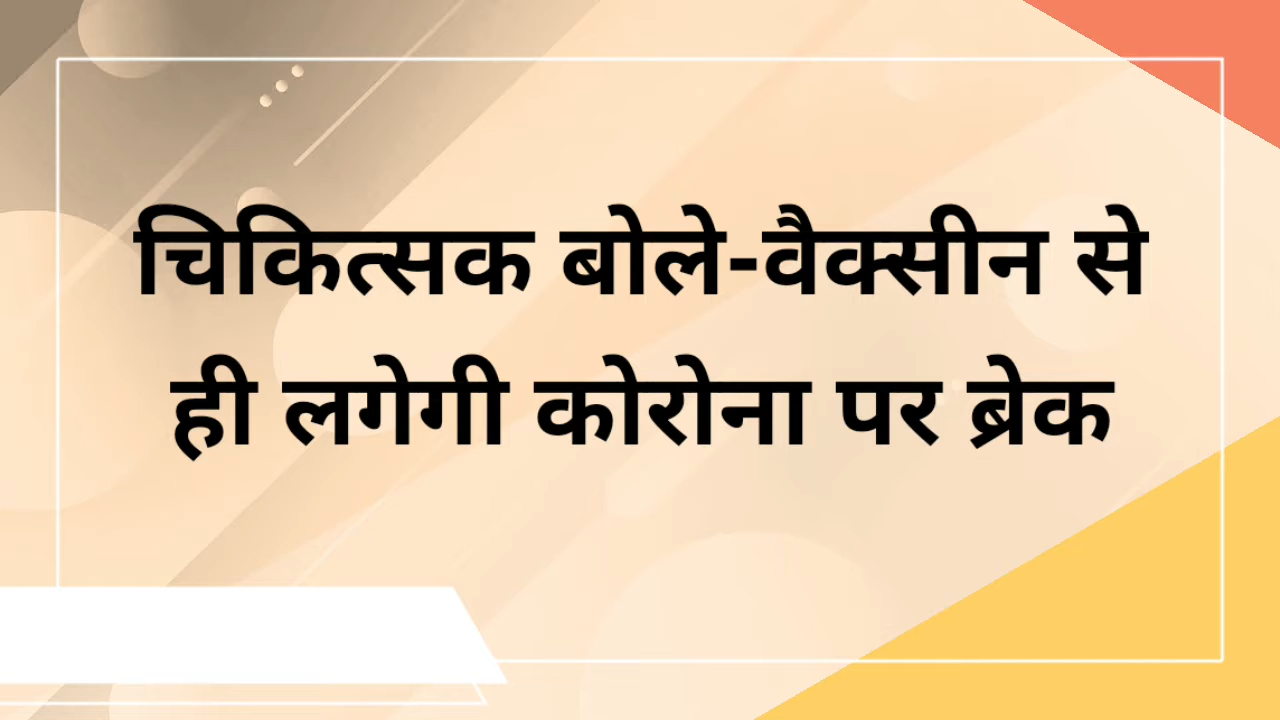 चिकित्सक बोले-वैक्सीन से
ही लगेगी कोरोना पर ब्रेक